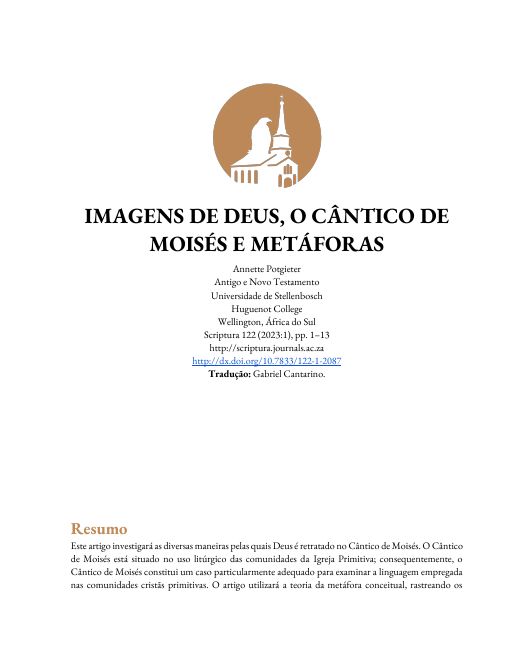 IMAGENS DE DEUS, O CÂNTICO DE
MOISÉS E METÁFORAS
Annette Potgieter
Antigo e Novo Testamento
Universidade de Stellenbosch
Huguenot College
Wellington, África do Sul
Scriptura 122 (2023:1), pp. 1–13
http://scriptura.journals.ac.za
http://dx.doi.org/10.7833/122-1-2087
Tradução: Gabriel Cantarino.
Resumo
Este artigo investigará as diversas maneiras pelas quais Deus é retratado no Cântico de Moisés. O Cântico
de Moisés está situado no uso litúrgico das comunidades da Igreja Primitiva; consequentemente, o
Cântico de Moisés constitui um caso particularmente adequado para examinar a linguagem empregada
nas comunidades cristãs primitivas. O artigo utilizará a teoria da metáfora conceitual, rastreando os